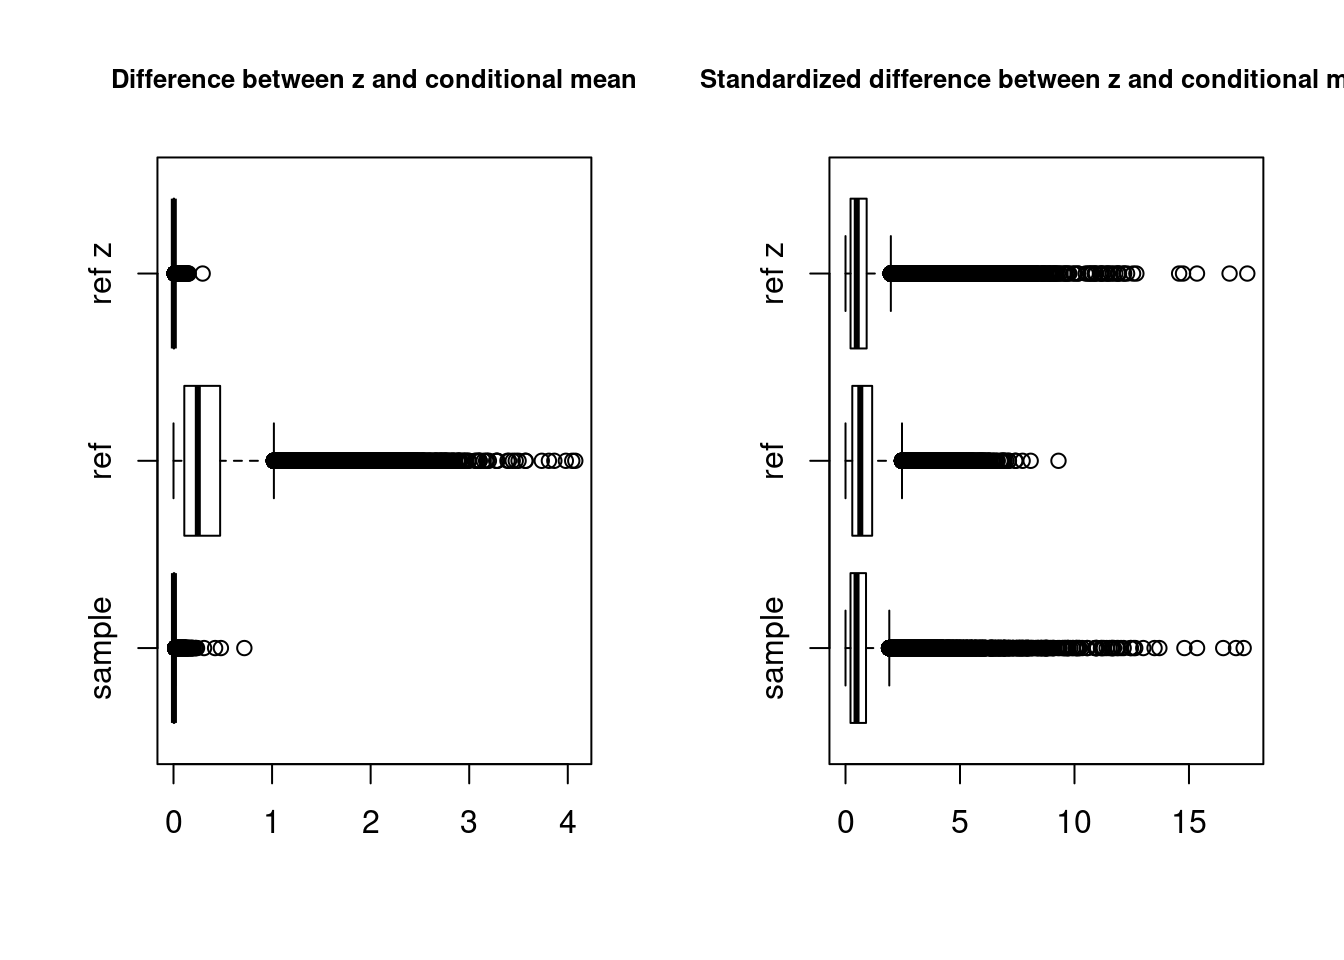 Difference between z and conditional mean
Standardized difference between z and conditional m
ref z
ref
sample
0 1 2 3 4
ref z
ref
sample
0 5 10 15